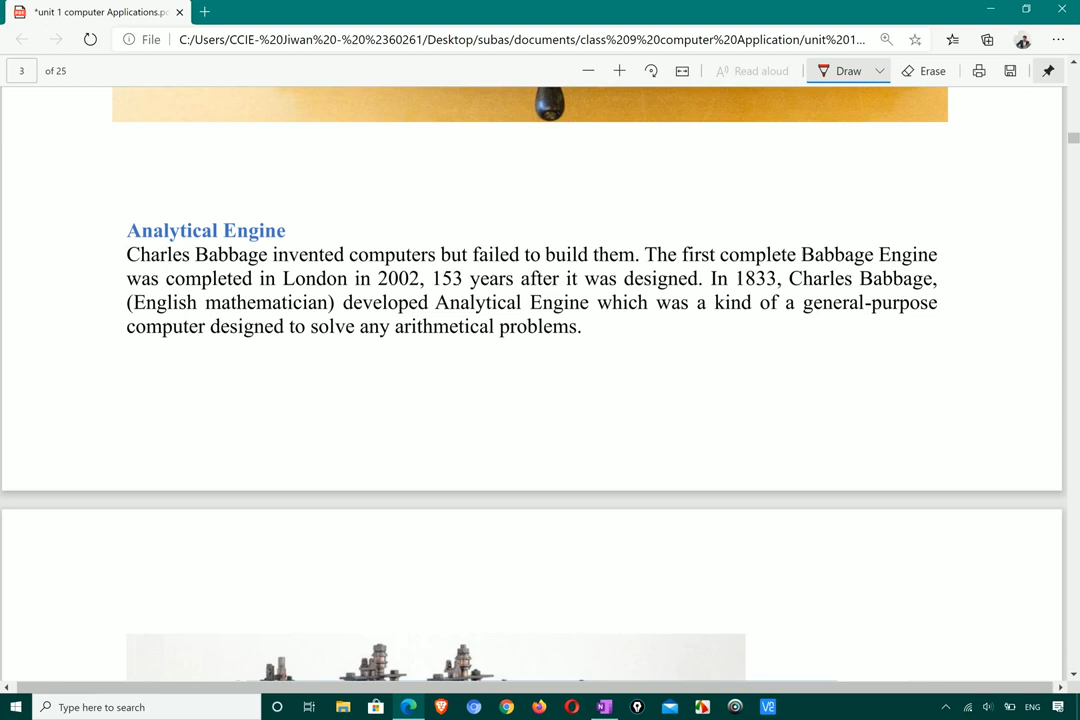 *unit 1 computer Applications.pd
File
C:/Users/CCIE-%20Jiwan%20-%20%2360261/Desktop/subas/documents/class%209%20computer%20Application/unit%201...
3 of 25
Read aloud
Draw
Erase
Analytical Engine
Charles Babbage invented computers but failed to build them. The first complete Babbage Engine
was completed in London in 2002, 153 years after it was designed. In 1833, Charles Babbage,
(English mathematician) developed Analytical Engine which was a kind of a general-purpose
computer designed to solve any arithmetical problems.
Type here to search
ENG